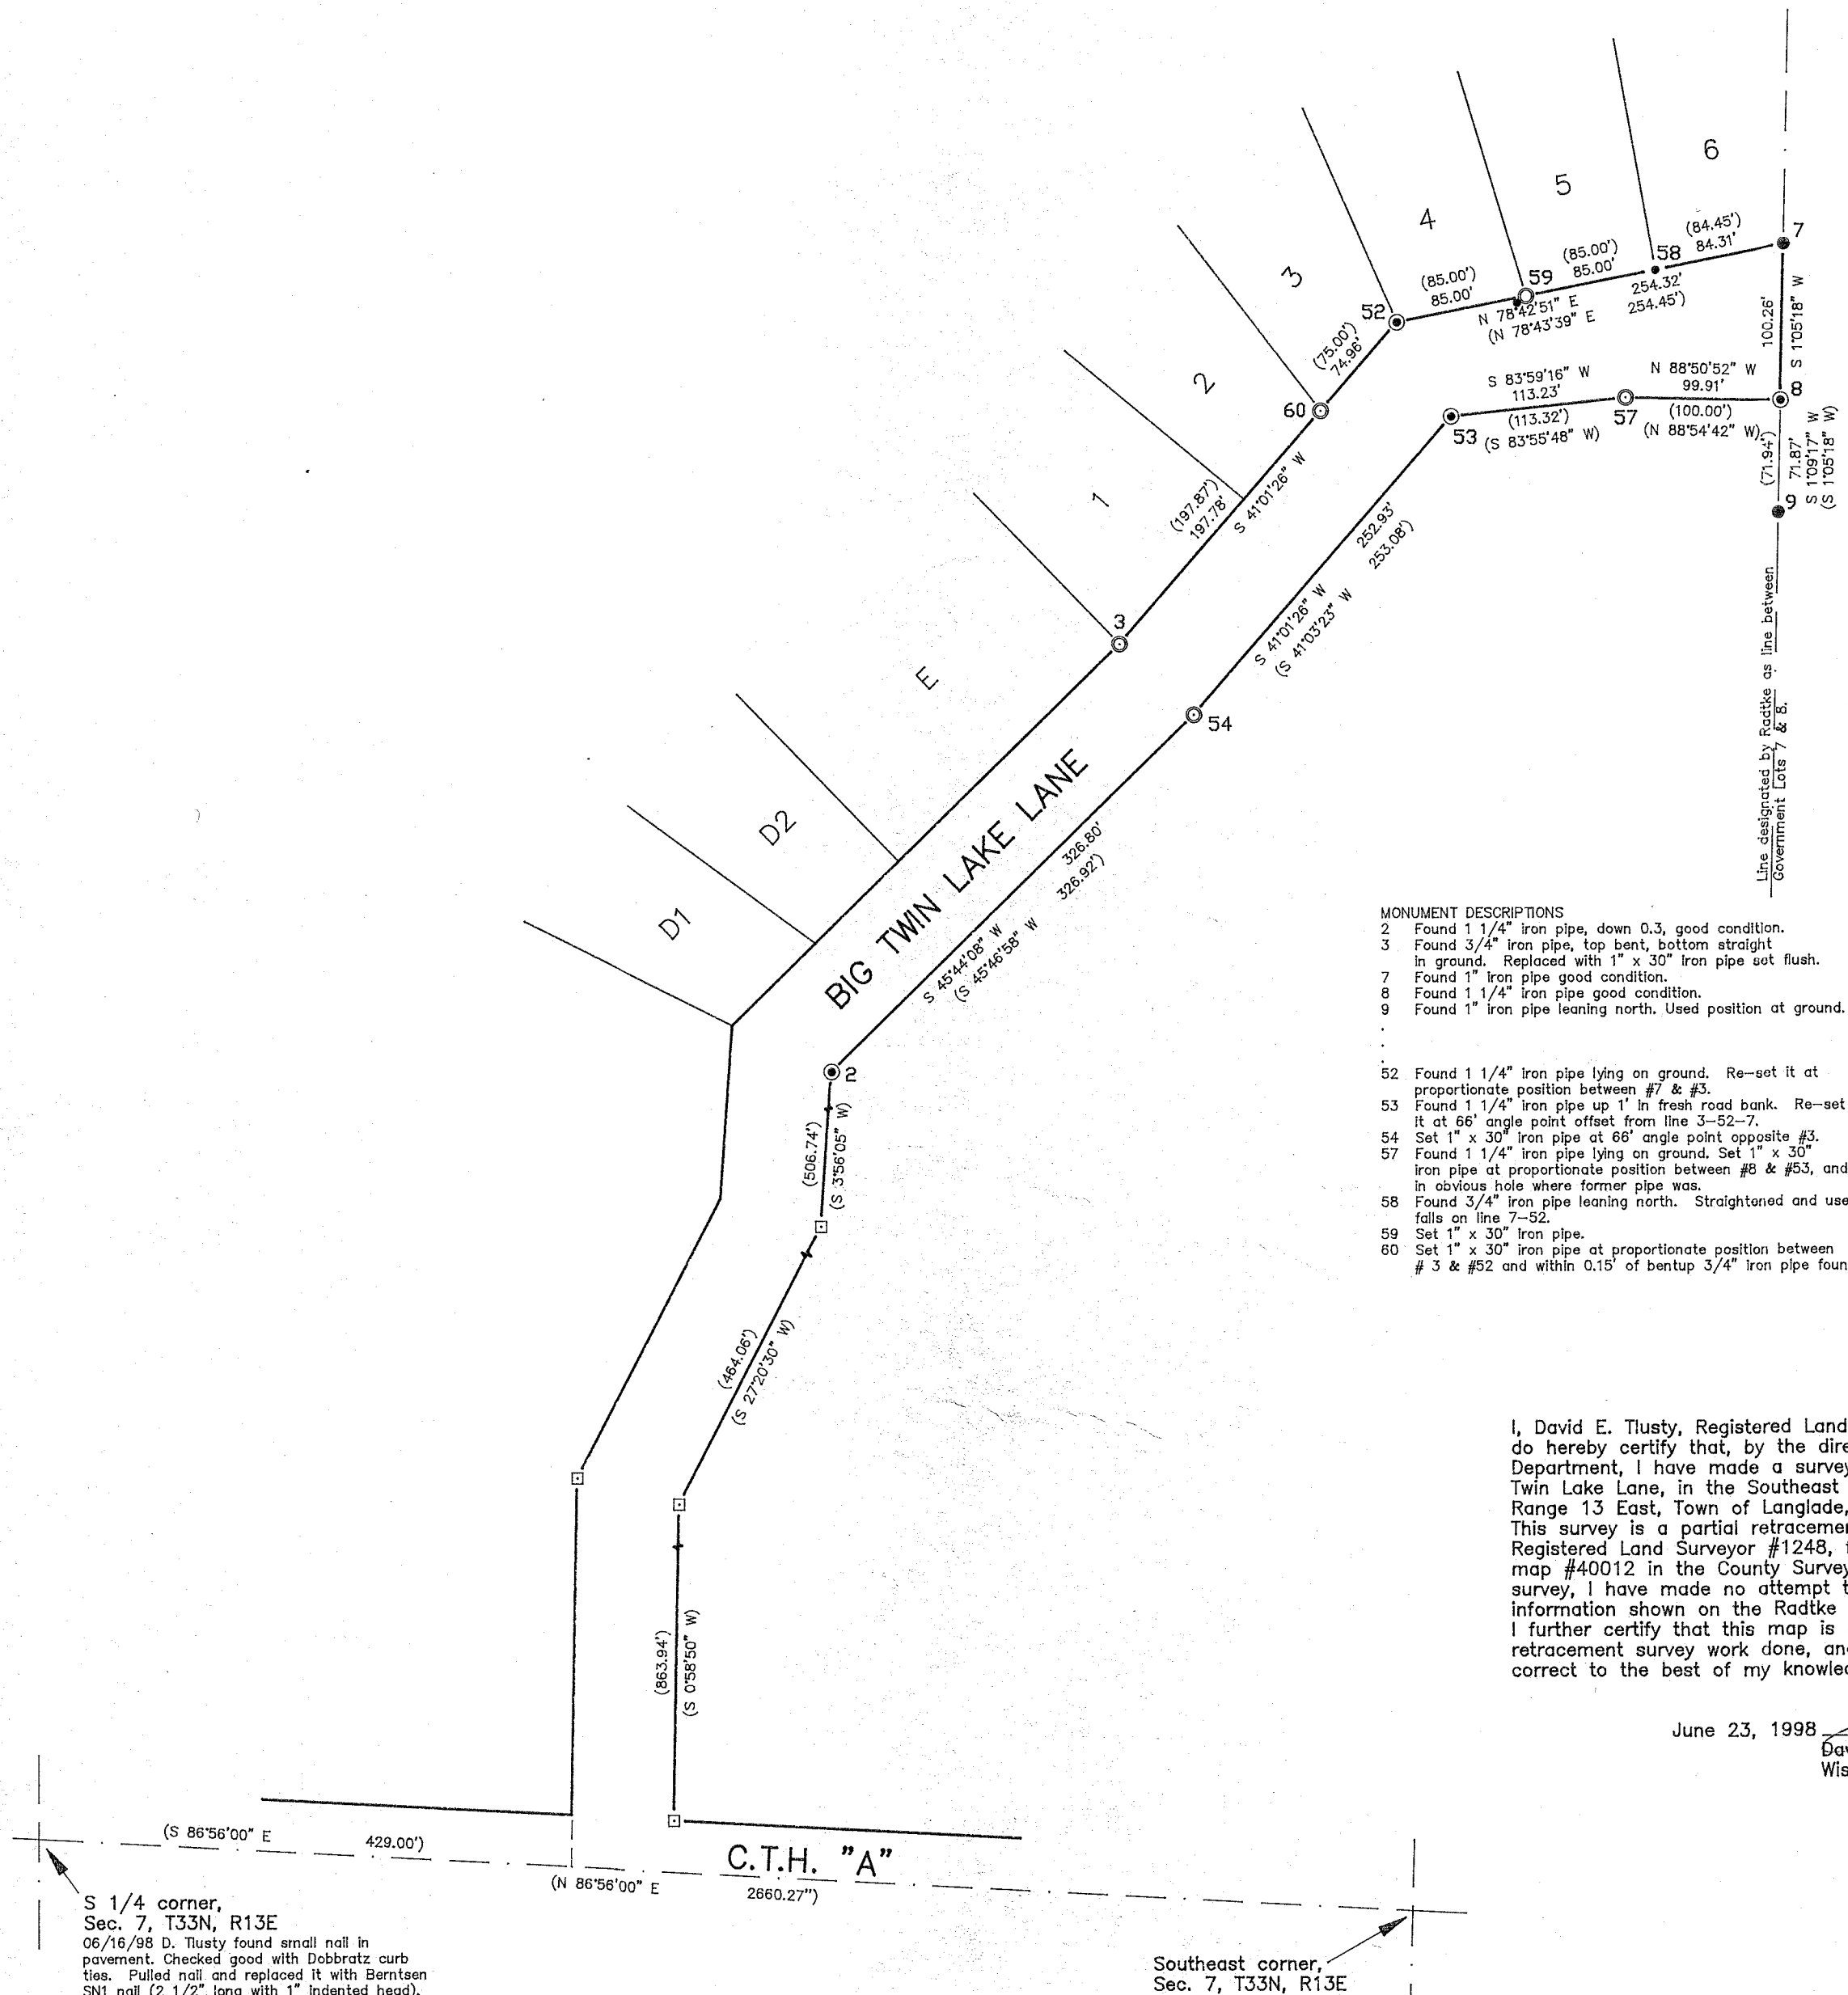 6
5
4
3
2
1
E
D2
D1
(84.45')
84.31'
7
58
(85.00')
85.00'
59
(85.00')
85.00'
52
254.32'
254.45')
N 78°42'51" E
(N 78°43'39" E
100.26'
S 1°05'18" W
(75.00')
74.96'
60
S 83°59'16" W
113.23'
(113.32')
(S 83°55'48" W)
53
57
N 88°50'52" W
99.91'
(100.00')
(N 88°54'42" W)
8
(71.94')
71.87'
S 1°09'17" W
(S 1°05'18" W)
9
(197.87')
197.78'
S 41°01'26" W
3
252.93'
253.08')
S 41°01'26" W
(S 41°03'23" W
54
Line designated by Radtke as line between
Government Lots 7 & 8.
BIG TWIN LAKE LANE
326.80'
326.92')
S 45°44'08" W
(S 45°46'58" W
2
(506.74')
(S 3°56'05" W)
(464.06')
(S 27°20'30" W)
(863.94')
(S 0°58'50" W)
MONUMENT DESCRIPTIONS
2 Found 1 1/4" iron pipe, down 0.3, good condition.
3 Found 3/4" iron pipe, top bent, bottom straight
in ground. Replaced with 1" x 30" iron pipe set flush.
7 Found 1" iron pipe good condition.
8 Found 1 1/4" iron pipe good condition.
9 Found 1" iron pipe leaning north. Used position at ground.
.
.
.
52 Found 1 1/4" iron pipe lying on ground. Re-set it at
proportionate position between #7 & #3.
53 Found 1 1/4" iron pipe up 1' in fresh road bank. Re-set
it at 66' angle point offset from line 3-52-7.
54 Set 1" x 30" iron pipe at 66' angle point opposite #3.
57 Found 1 1/4" iron pipe lying on ground. Set 1" x 30"
iron pipe at proportionate position between #8 & #53, and
in obvious hole where former pipe was.
58 Found 3/4" iron pipe leaning north. Straightened and use
falls on line 7-52.
59 Set 1" x 30" iron pipe.
60 Set 1" x 30" iron pipe at proportionate position between
# 3 & #52 and within 0.15' of bentup 3/4" iron pipe foun
I, David E. Tlusty, Registered Land
do hereby certify that, by the dire
Department, I have made a survey
Twin Lake Lane, in the Southeast
Range 13 East, Town of Langlade,
This survey is a partial retraceme
Registered Land Surveyor #1248, f
map #40012 in the County Survey
survey, I have made no attempt t
information shown on the Radtke
I further certify that this map is
retracement survey work done, and
correct to the best of my knowled
June 23, 1998
Dav
Wis
(S 86°56'00" E 429.00')
C.T.H. "A"
(N 86°56'00" E 2660.27")
S 1/4 corner,
Sec. 7, T33N, R13E
06/16/98 D. Tlusty found small nail in
pavement. Checked good with Dobbratz curb
ties. Pulled nail and replaced it with Berntsen
SN1 nail (2 1/2" long with 1" indented head).
Southeast corner,
Sec. 7, T33N, R13E